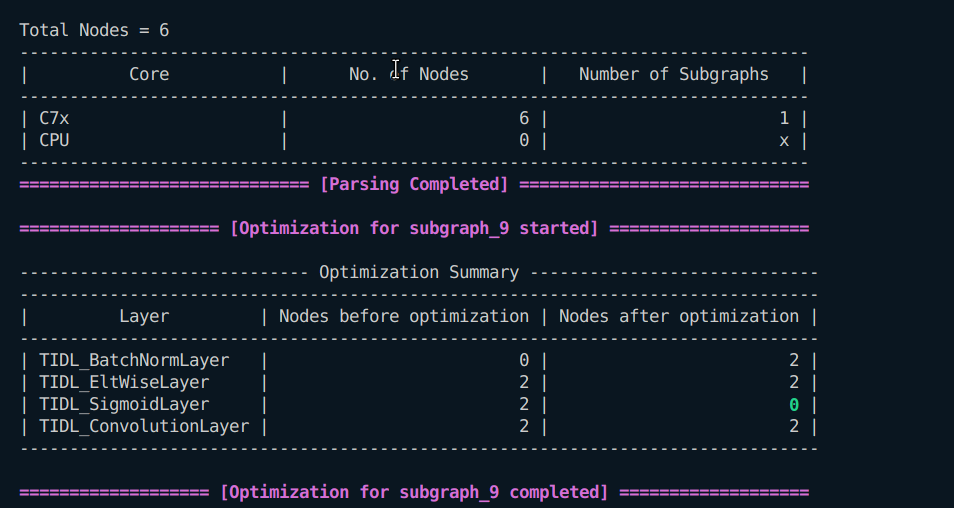 Total Nodes = 6
-------------------------------------------------------------------------------
|          Core           |      No. of Nodes       |   Number of Subgraphs   |
-------------------------------------------------------------------------------
| C7x                     |                       6 |                       1 |
| CPU                     |                       0 |                       x |
-------------------------------------------------------------------------------
============================= [Parsing Completed] =============================
==================== [Optimization for subgraph_9 started] ====================
----------------------------- Optimization Summary -----------------------------
--------------------------------------------------------------------------------
|         Layer         | Nodes before optimization | Nodes after optimization |
--------------------------------------------------------------------------------
| TIDL_BatchNormLayer   |                         0 |                        2 |
| TIDL_EltWiseLayer     |                         2 |                        2 |
| TIDL_SigmoidLayer     |                         2 |                        0 |
| TIDL_ConvolutionLayer |                         2 |                        2 |
--------------------------------------------------------------------------------
=================== [Optimization for subgraph_9 completed] ===================